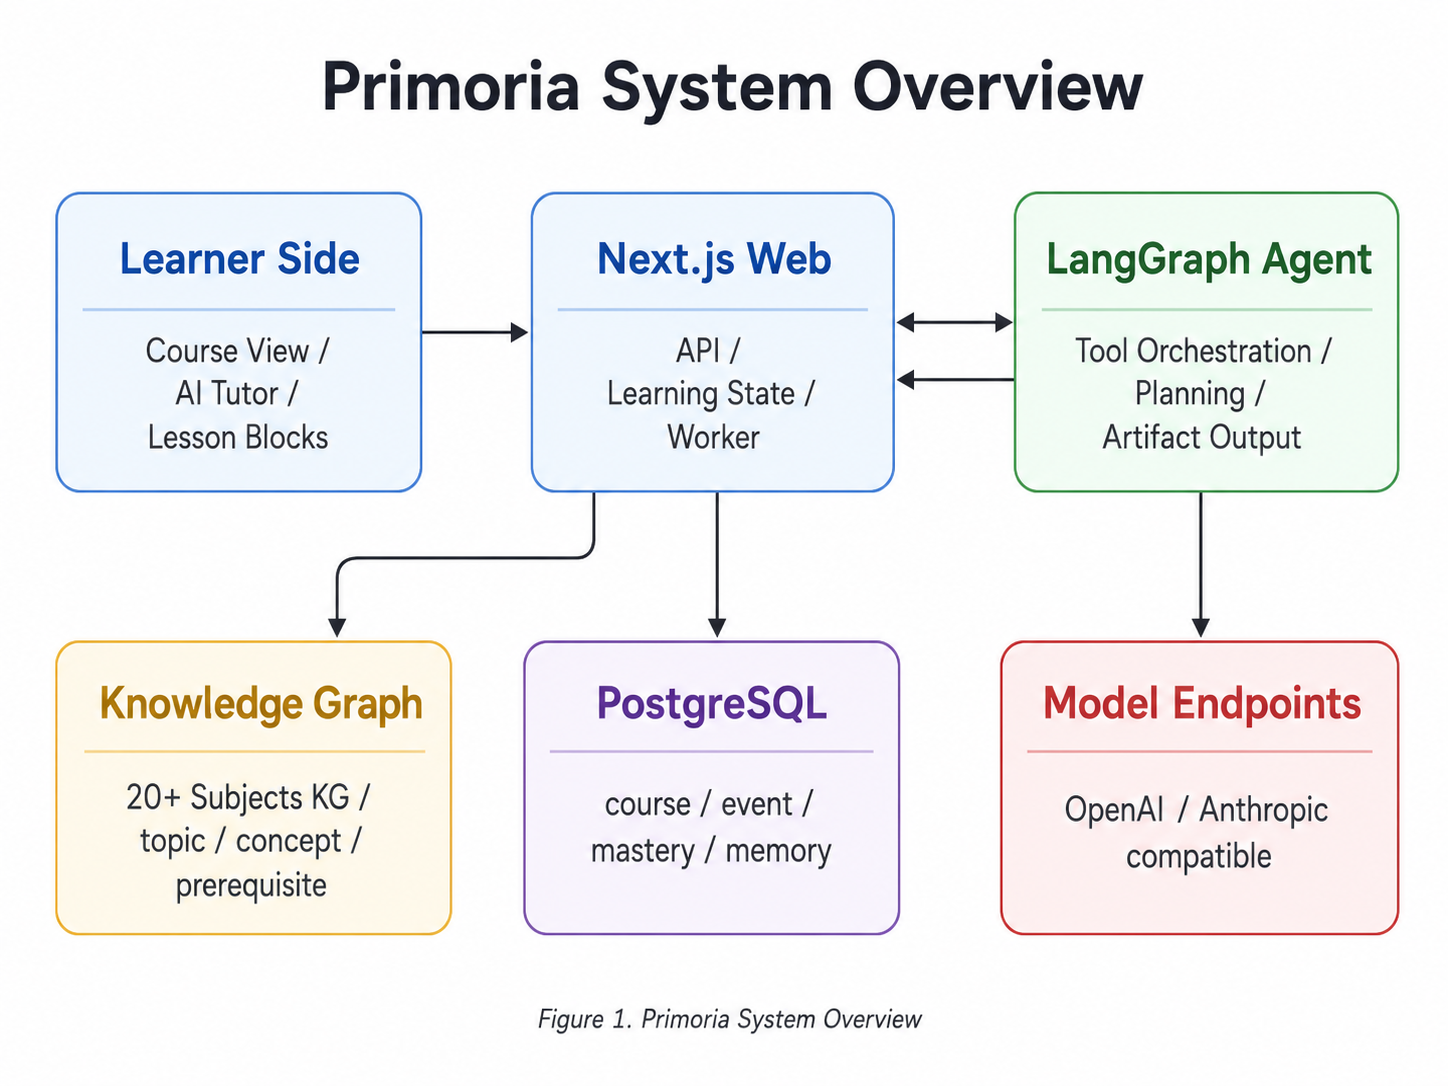 Primoria System Overview
Learner Side
Course View /
AI Tutor /
Lesson Blocks
Next.js Web
API /
Learning State /
Worker
LangGraph Agent
Tool Orchestration /
Planning /
Artifact Output
Knowledge Graph
20+ Subjects KG /
topic / concept /
prerequisite
PostgreSQL
course / event /
mastery / memory
Model Endpoints
OpenAI / Anthropic
compatible
Figure 1. Primoria System Overview